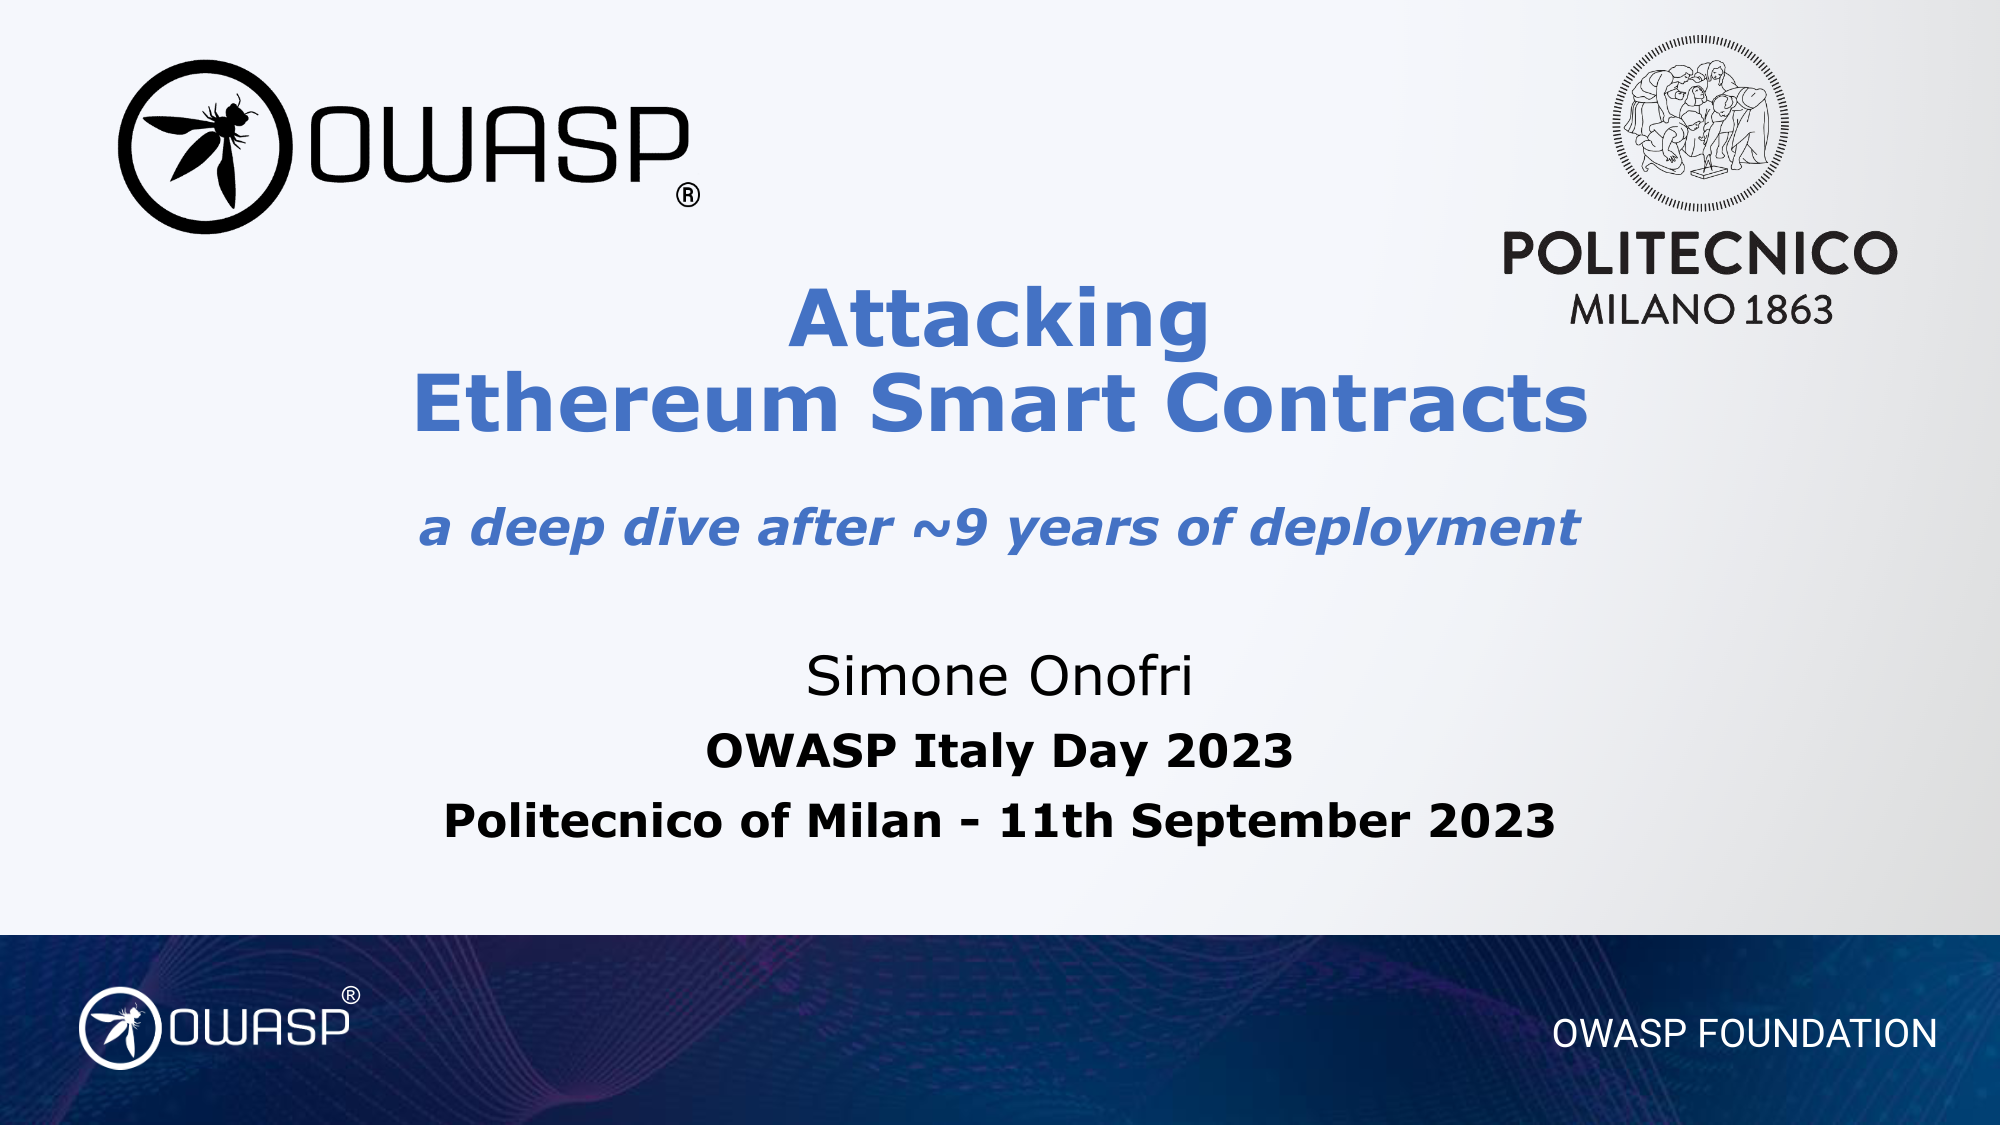 OWASP®
POLITECNICO
MILANO 1863
Attacking
Ethereum Smart Contracts
a deep dive after ~9 years of deployment
Simone Onofri
OWASP Italy Day 2023
Politecnico of Milan - 11th September 2023
OWASP®
OWASP FOUNDATION